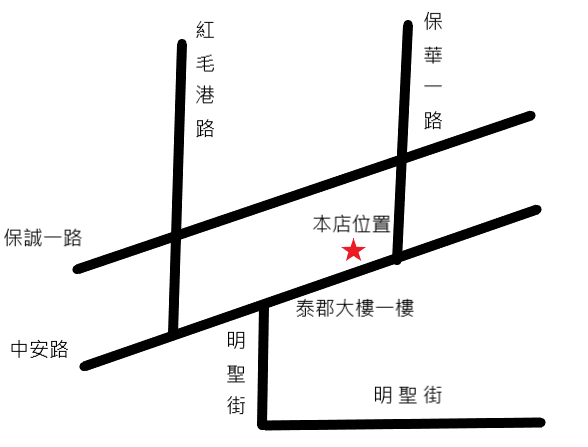 紅毛港路
保華一路
保誠一路
本店位置
泰郡大樓一樓
中安路
明聖街
明聖街